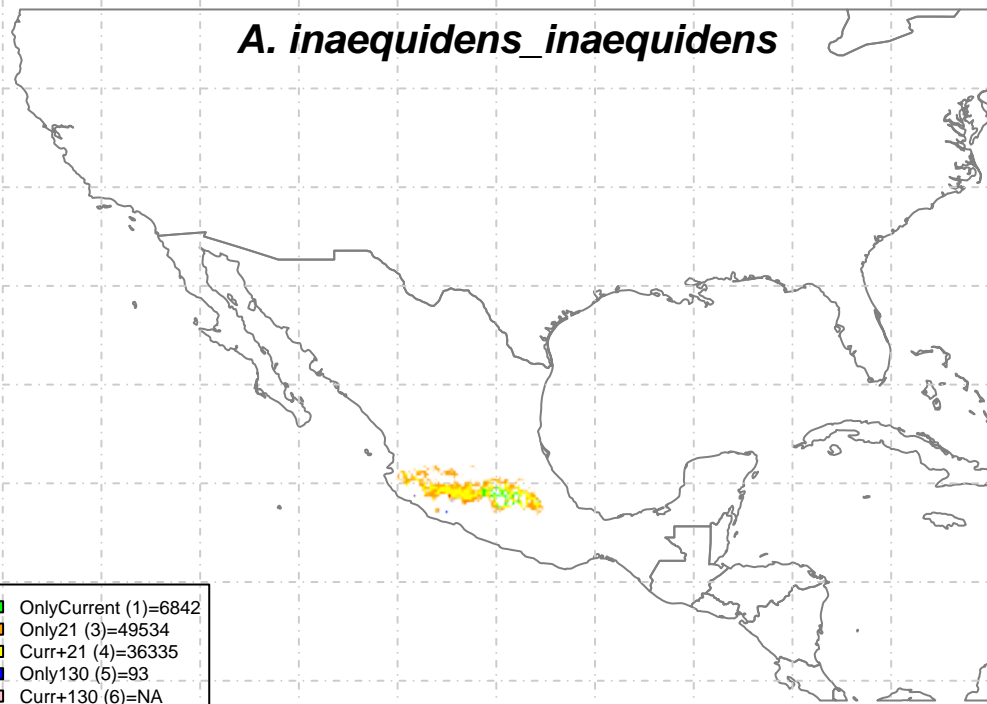 A. inaequidens_inaequidens
OnlyCurrent (1)=6842
Only21 (3)=49534
Curr+21 (4)=36335
Only130 (5)=93
Curr+130 (6)=NA